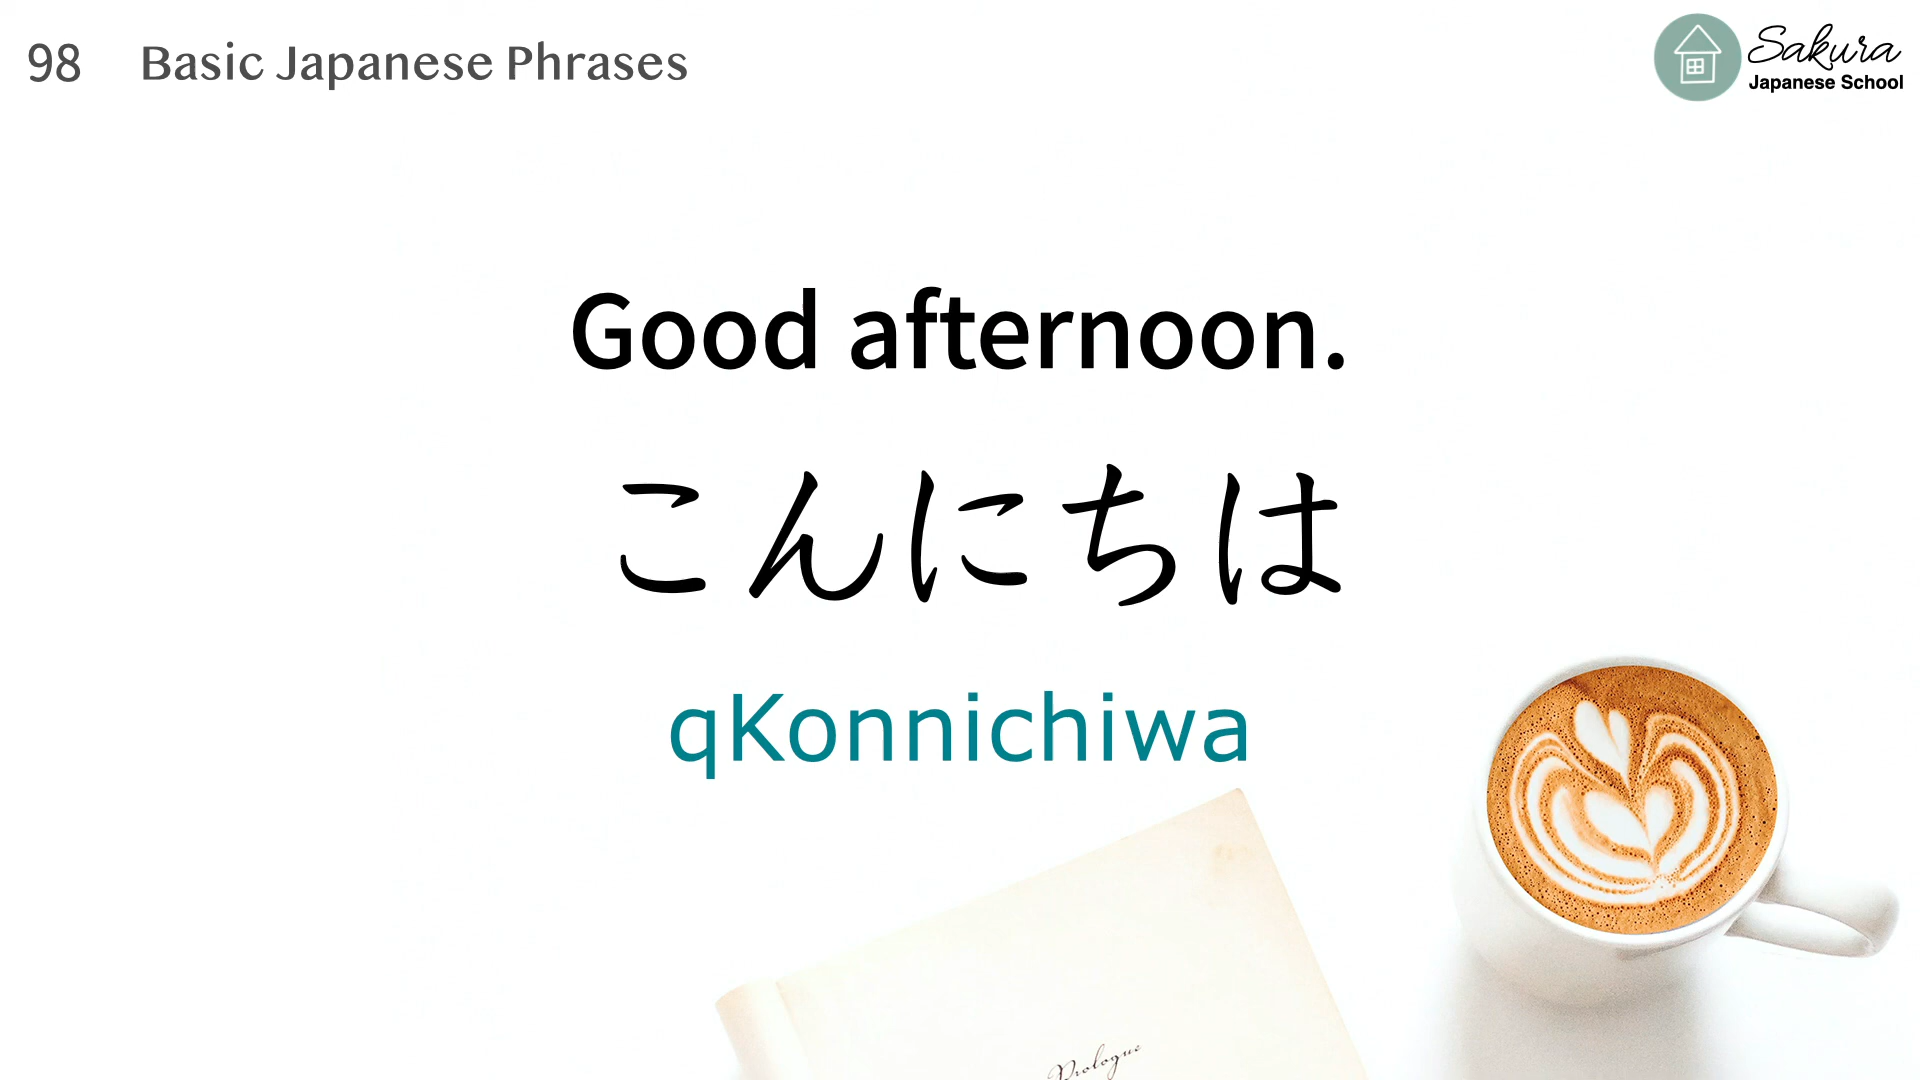 98 Basic Japanese Phrases
Sakura
Japanese School
Good afternoon.
こんにちは
qKonnichiwa
Prologue